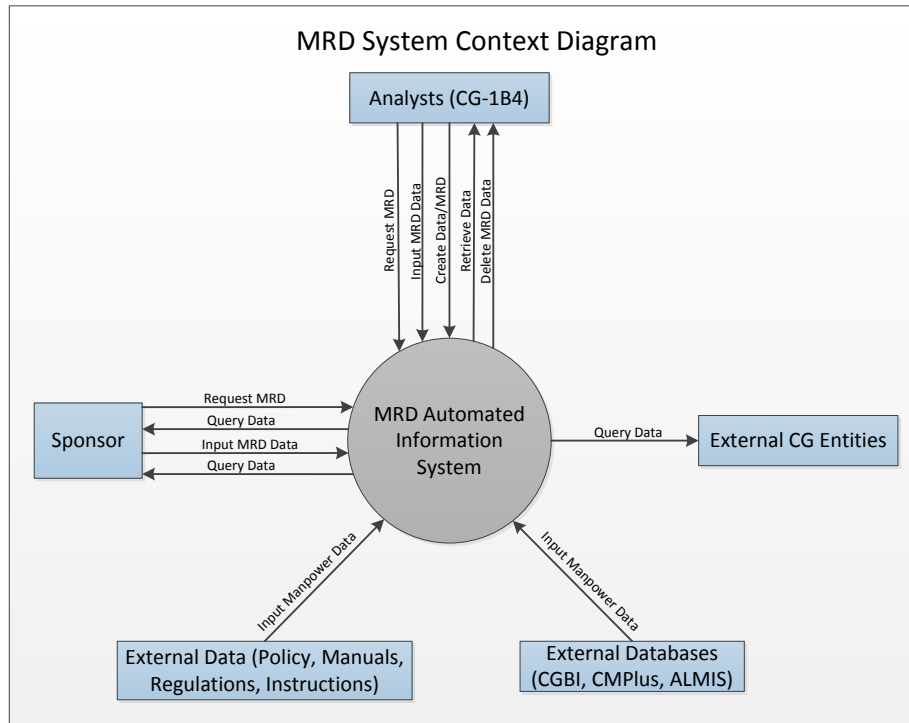 MRD System Context Diagram
Analysts (CG-1B4)
Request MRD
Input MRD Data
Create Data/MRD
Retrieve Data
Delete MRD Data
Sponsor
Request MRD
Query Data
Input MRD Data
Query Data
MRD Automated
Information
System
Query Data
External CG Entities
Input Manpower Data
Input Manpower Data
External Data (Policy, Manuals,
Regulations, Instructions)
External Databases
(CGBI, CMPlus, ALMIS)